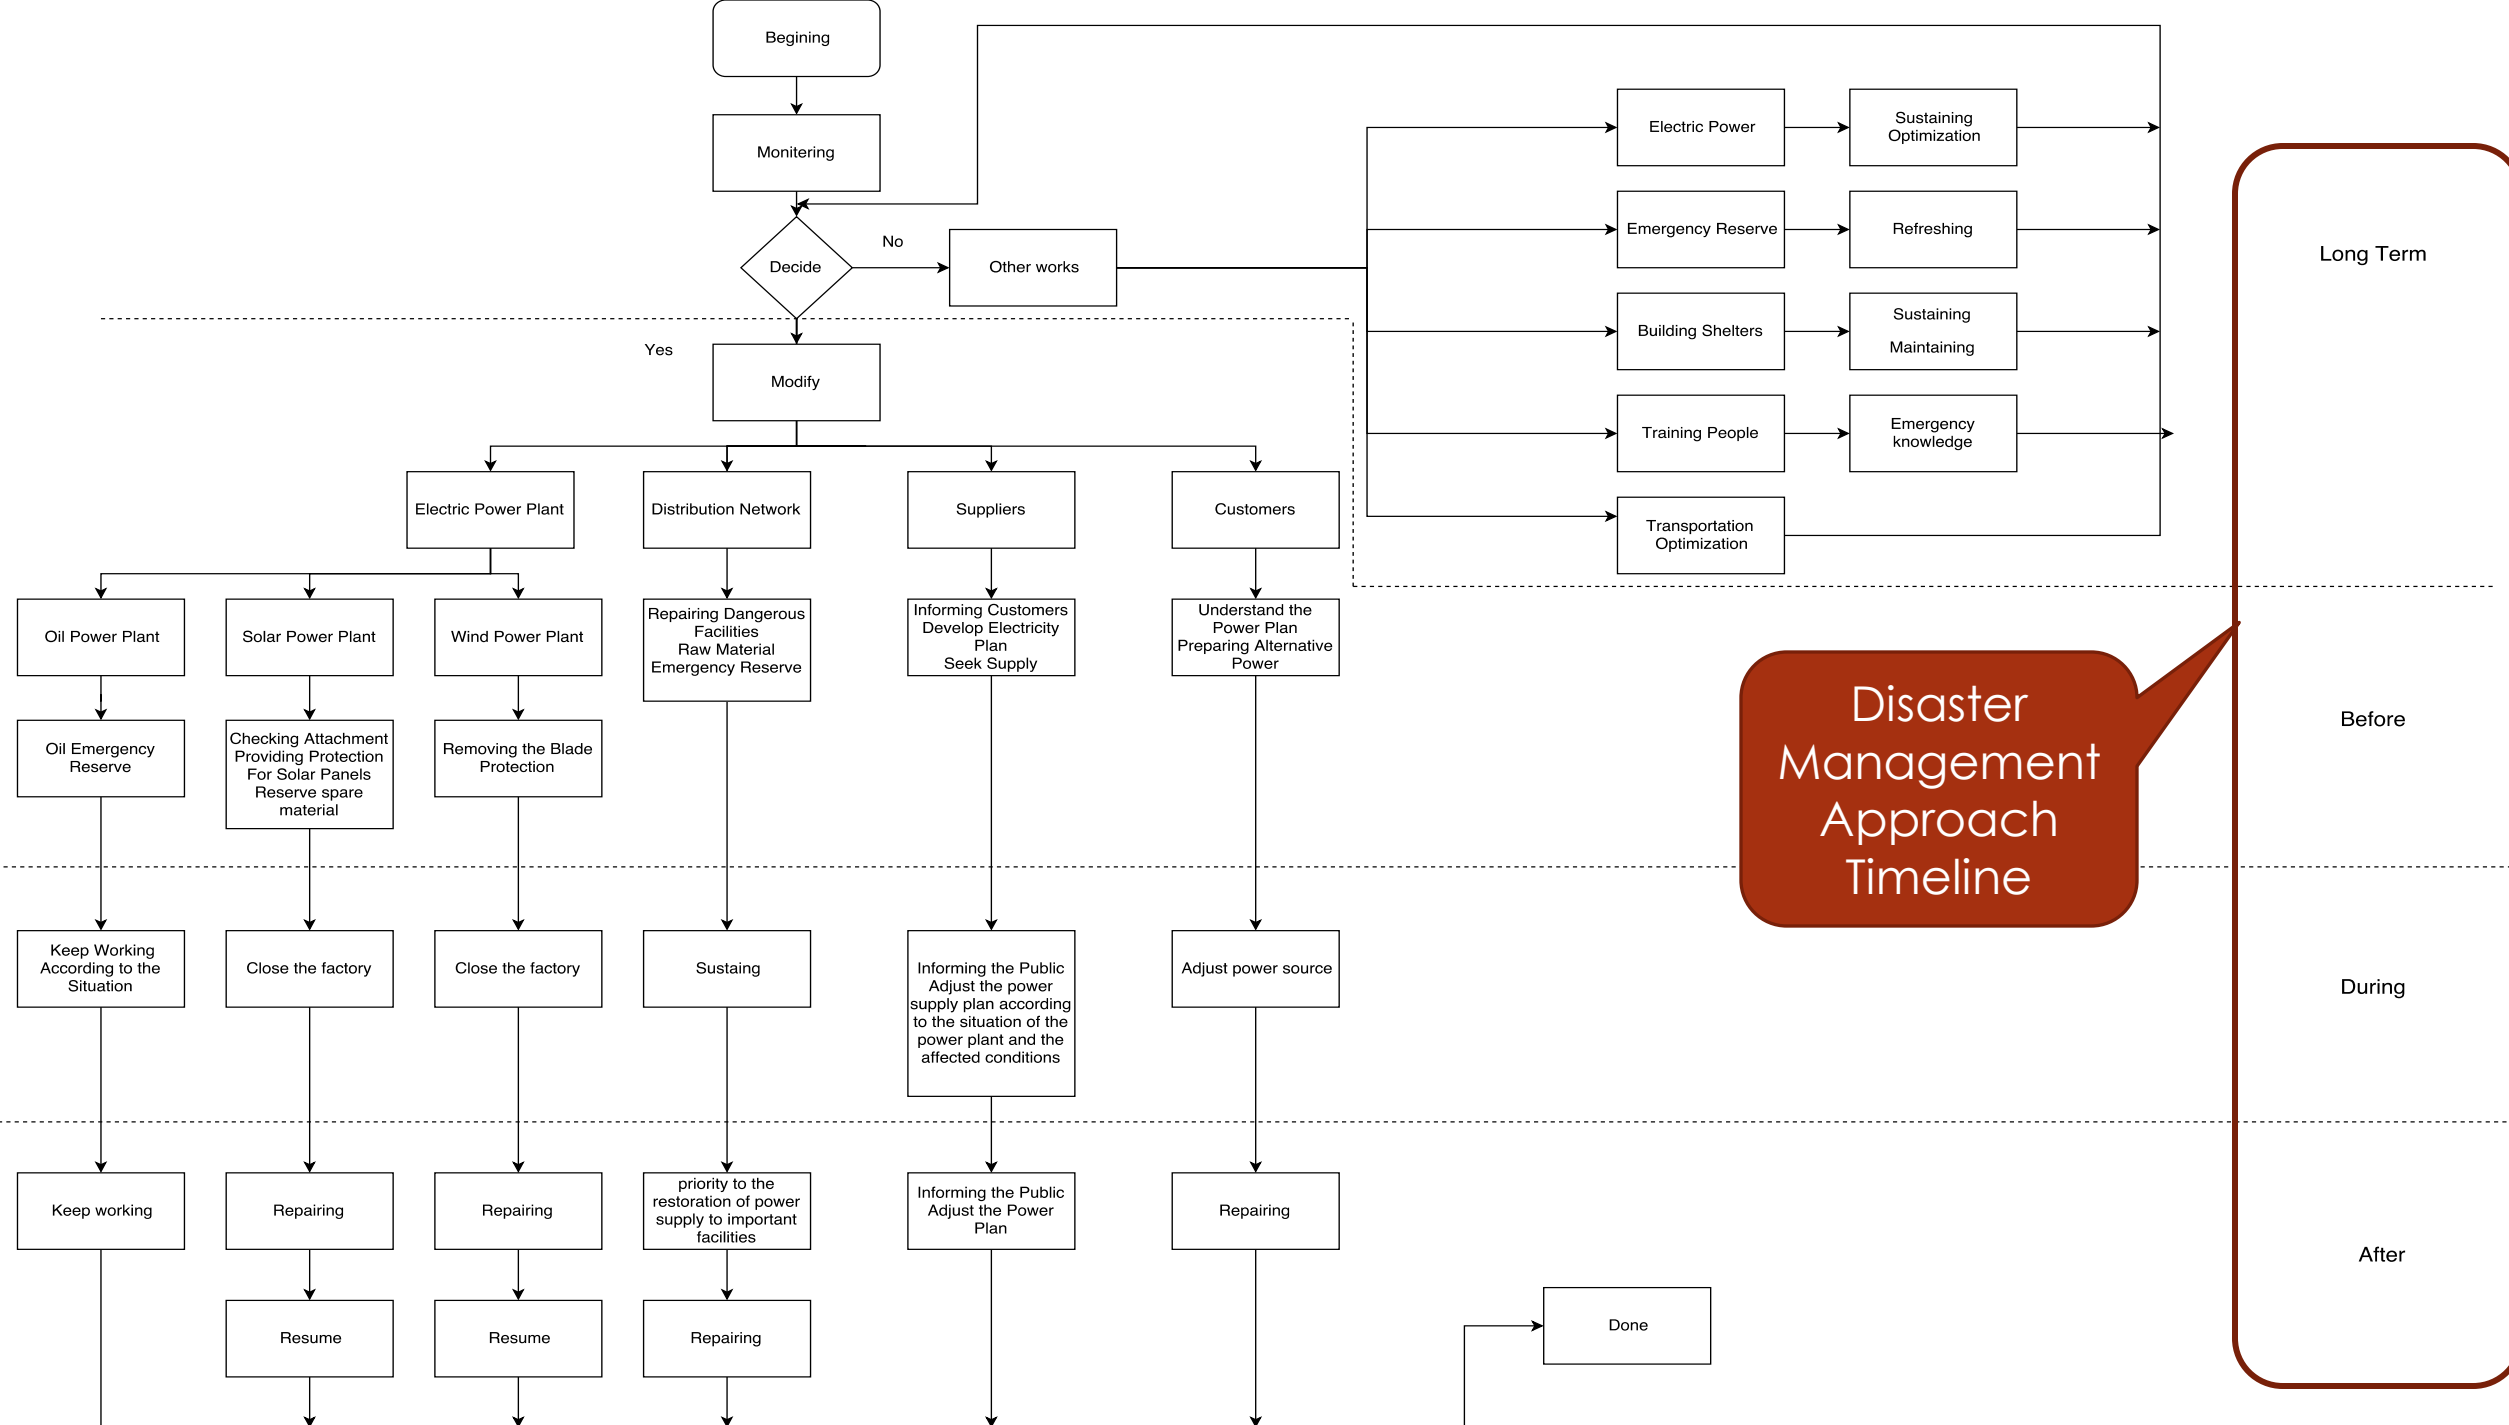 Begining
Monitering
Decide
No
Other works
Electric Power
Sustaining
Optimization
Emergency Reserve
Refreshing
Building Shelters
Sustaining
Maintaining
Training People
Emergency
knowledge
Transportation
Optimization
Long Term
Yes
Modify
Electric Power Plant
Distribution Network
Suppliers
Customers
Oil Power Plant
Solar Power Plant
Wind Power Plant
Repairing Dangerous
Facilities
Raw Material
Emergency Reserve
Informing Customers
Develop Electricity
Plan
Seek Supply
Understand the
Power Plan
Preparing Alternative
Power
Oil Emergency
Reserve
Checking Attachment
Providing Protection
For Solar Panels
Reserve spare
material
Removing the Blade
Protection
Disaster
Management
Approach
Timeline
Before
Keep Working
According to the
Situation
Close the factory
Close the factory
Sustaing
Informing the Public
Adjust the power
supply plan according
to the situation of the
power plant and the
affected conditions
Adjust power source
During
Keep working
Repairing
Repairing
priority to the
restoration of power
supply to important
facilities
Informing the Public
Adjust the Power
Plan
Repairing
After
Resume
Resume
Repairing
Done